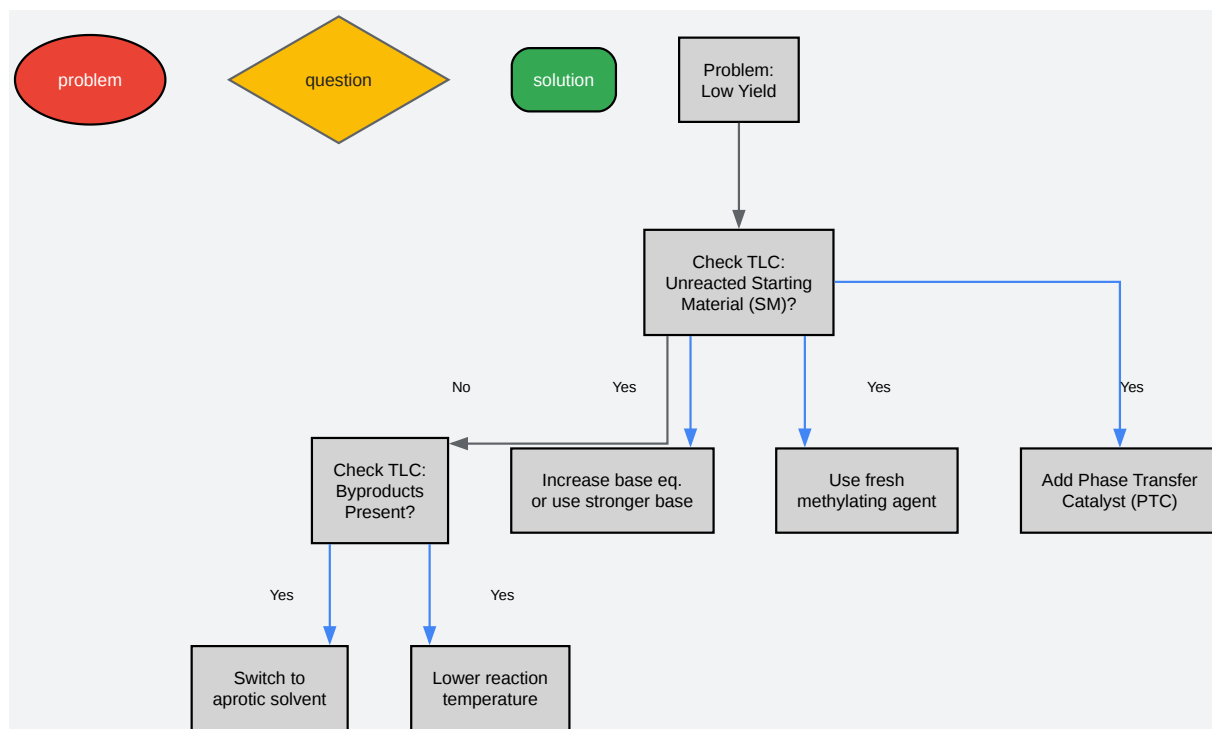 problem
question
solution
Problem:
Low Yield
Check TLC:
Unreacted Starting
Material (SM)?
No
Yes
Yes
Yes
Check TLC:
Byproducts
Present?
Increase base eq.
or use stronger base
Use fresh
methylating agent
Add Phase Transfer
Catalyst (PTC)
Yes
Yes
Switch to
aprotic solvent
Lower reaction
temperature